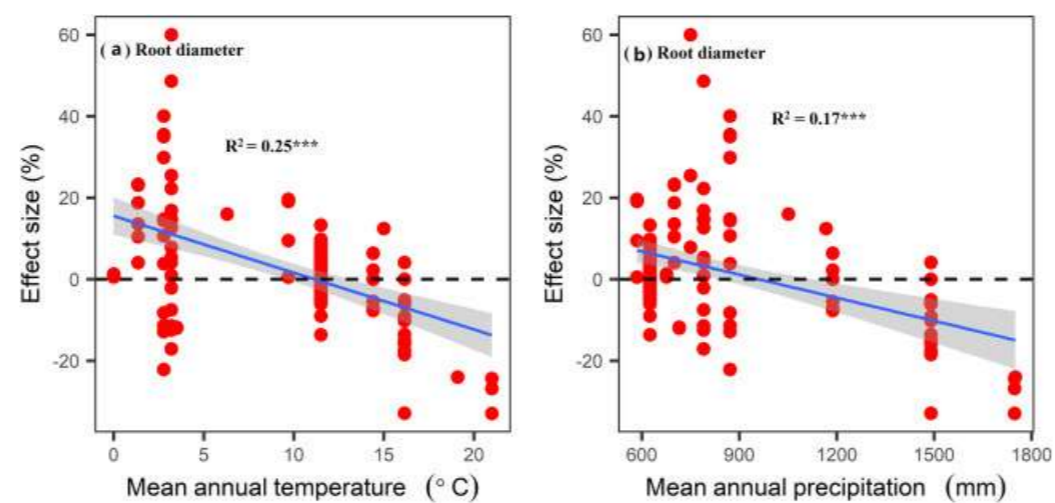 ( a ) Root diameter
R² = 0.25***
Effect size (%)
60
40
20
0
-20
0
5
10
15
20
Mean annual temperature (° C)
( b ) Root diameter
R² = 0.17***
Effect size (%)
60
40
20
0
-20
600
900
1200
1500
1800
Mean annual precipitation (mm)